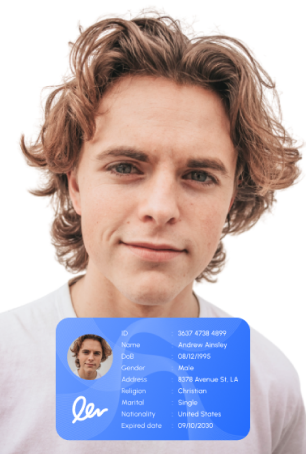 ID : 3637 4738 4899
Name : Andrew Ainsley
DoB : 08/12/1995
Gender : Male
Address : 8378 Avenue St. LA
Religion : Christian
Marital : Single
Nationality : United States
Expired date : 09/10/2030